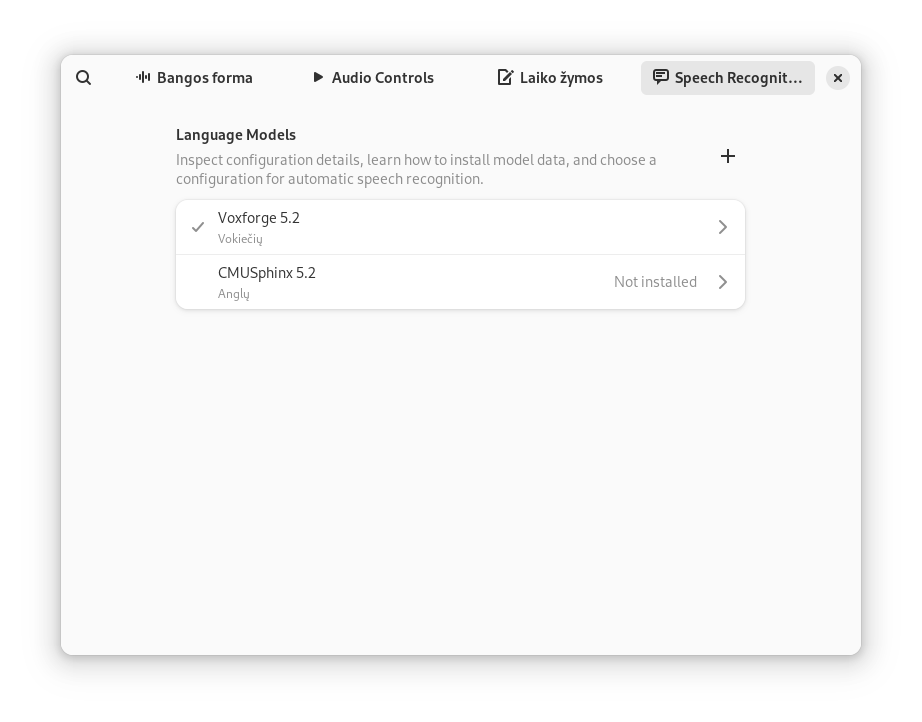 Bangos forma
Audio Controls
Laiko žymos
Speech Recognit…
Language Models
Inspect configuration details, learn how to install model data, and choose a
configuration for automatic speech recognition.
Voxforge 5.2
Vokiečių
CMUSphinx 5.2
Anglų
Not installed